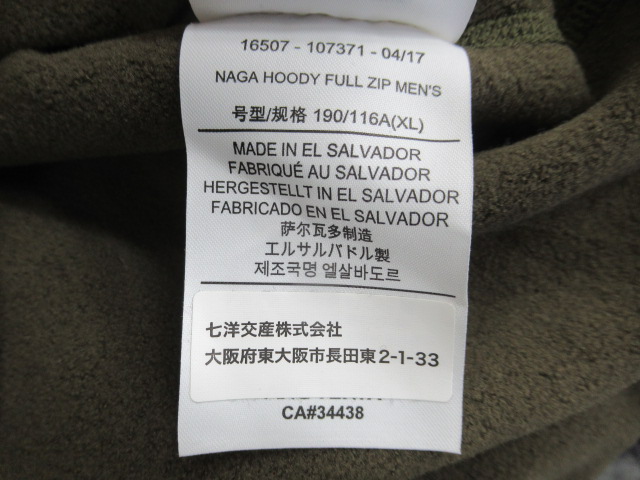 16507 - 107371 - 04/17
NAGA HOODY FULL ZIP MEN'S
号型/规格 190/116A(XL)
MADE IN EL SALVADOR
FABRIQUÉ AU SALVADOR
HERGESTELLT IN EL SALVADOR
FABRICADO EN EL SALVADOR
萨尔瓦多制造
エルサルバドル製
제조국명 엘살바도르
七洋交産株式会社
大阪府東大阪市長田東2-1-33
CA#34438